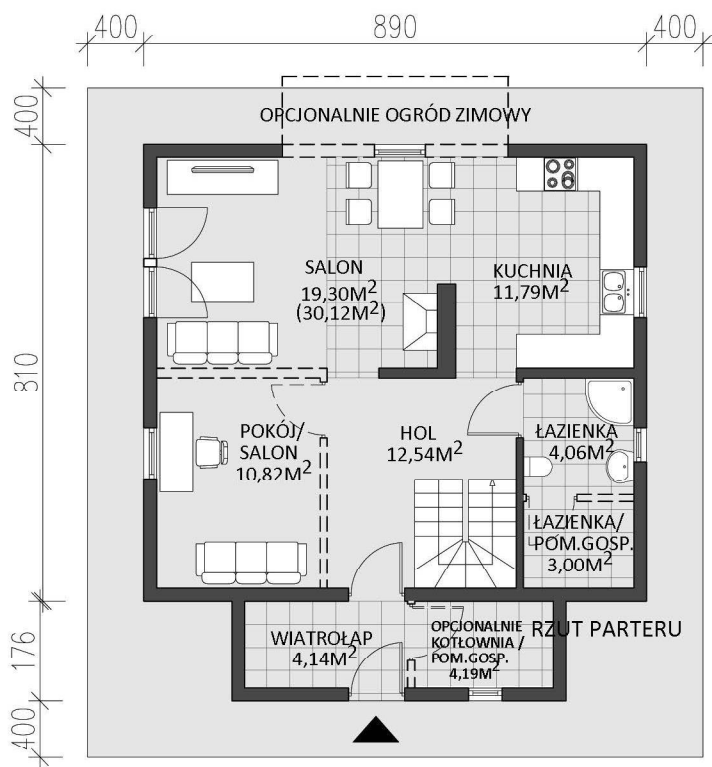 400
890
400
400
OPCJONALNIE OGRÓD ZIMOWY
SALON
19,30M²
(30,12M²)
KUCHNIA
11,79M²
810
POKÓJ/
SALON
10,82M²
HOL
12,54M²
ŁAZIENKA
4,06M²
ŁAZIENKA/
POM.GOSP.
3,00M²
176
WIATROŁAP
4,14M²
OPCJONALNIE
KOTŁOWNIA /
POM.GOSP.
4,19M²
RZUT PARTERU
400